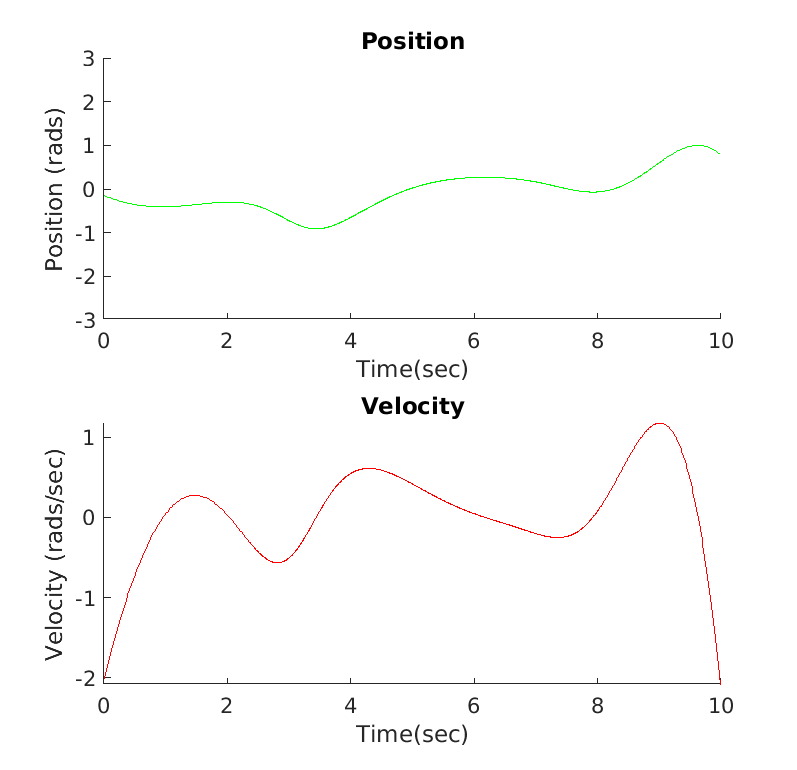 Position
3
2
1
0
-1
-2
-3
Position (rads)
0 2 4 6 8 10
Time(sec)
Velocity
1
0
-1
-2
Velocity (rads/sec)
0 2 4 6 8 10
Time(sec)